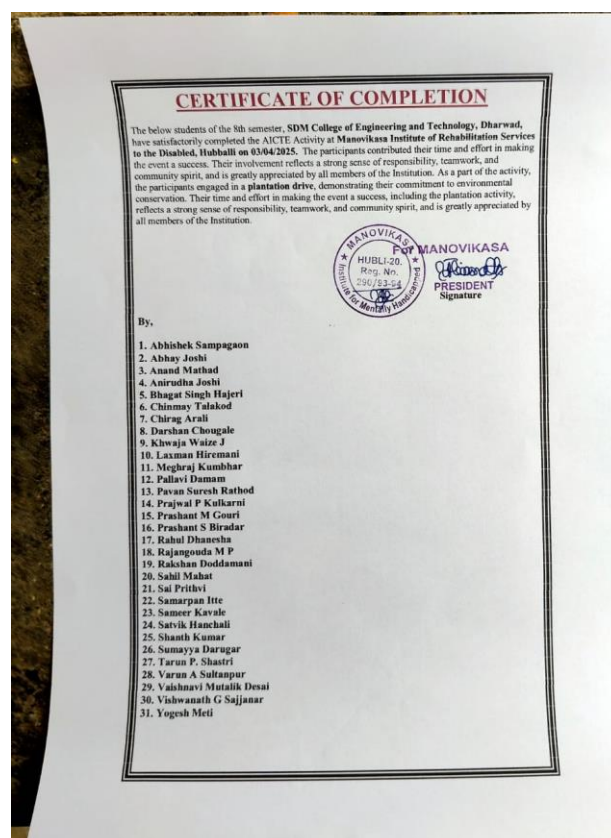 CERTIFICATE OF COMPLETION
The below students of the 8th semester, SDM College of Engineering and Technology, Dharwad,
have satisfactorily completed the AICTE Activity at Manovikasa Institute of Rehabilitation Services
to the Disabled, Hubballi on 03/04/2025. The participants contributed their time and effort in making
the event a success. Their involvement reflects a strong sense of responsibility, teamwork, and
community spirit, and is greatly appreciated by all members of the Institution. As a part of the activity,
the participants engaged in a plantation drive, demonstrating their commitment to environmental
conservation. Their time and effort in making the event a success, including the plantation activity,
reflects a strong sense of responsibility, teamwork, and community spirit, and is greatly appreciated by
all members of the Institution.
MANOVIKASA
HUBLI-20.
Reg. No.
290/93-94
Institute for Mentally Handicapped
For MANOVIKASA
PRESIDENT
Signature
By,
1. Abhishek Sampagaon
2. Abhay Joshi
3. Anand Mathad
4. Anirudha Joshi
5. Bhagat Singh Hajeri
6. Chinmay Talakod
7. Chirag Arali
8. Darshan Chougale
9. Khwaja Waize J
10. Laxman Hiremani
11. Meghraj Kumbhar
12. Pallavi Damam
13. Pavan Suresh Rathod
14. Prajwal P Kulkarni
15. Prashant M Gouri
16. Prashant S Biradar
17. Rahul Dhanesha
18. Rajangouda M P
19. Rakshan Doddamani
20. Sahil Mahat
21. Sai Prithvi
22. Samarpan Itte
23. Sameer Kavale
24. Satvik Hanchali
25. Shanth Kumar
26. Sumayya Darugar
27. Tarun P. Shastri
28. Varun A Sultanpur
29. Vaishnavi Mutalik Desai
30. Vishwanath G Sajjanar
31. Yogesh Meti